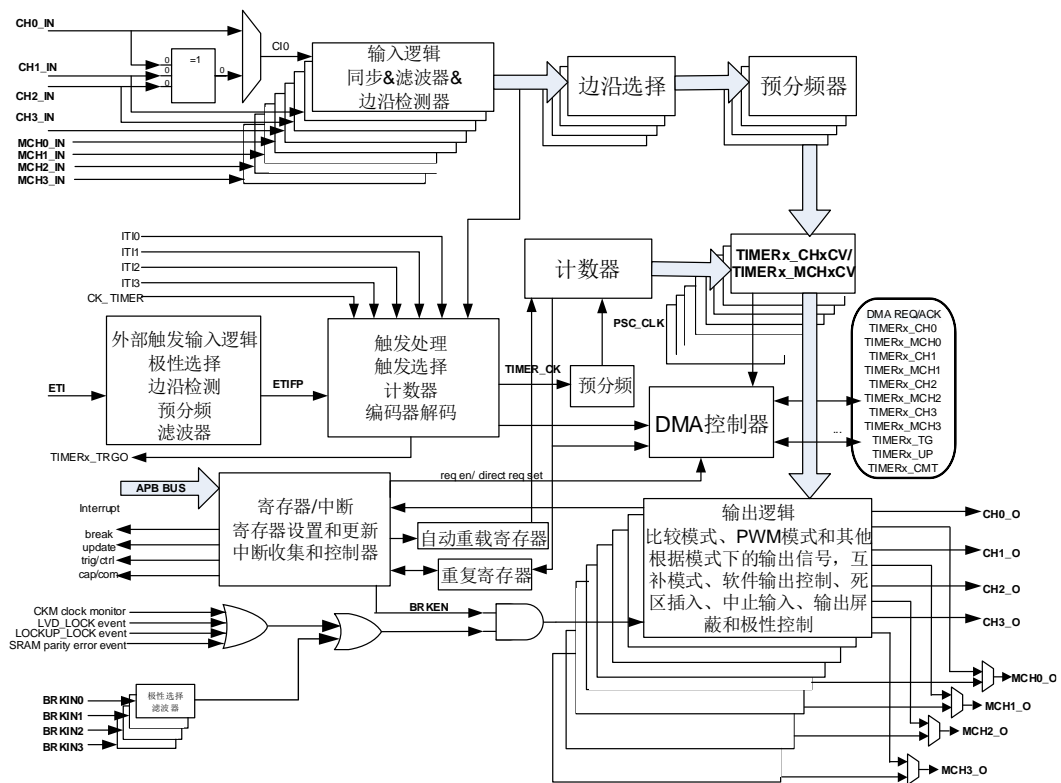 CH0_IN
CH1_IN
CH2_IN
CH3_IN
MCH0_IN
MCH1_IN
MCH2_IN
MCH3_IN
0
0
0
=1
0
CI0
输入逻辑
同步&滤波器&
边沿检测器
边沿选择
预分频器
ITI0
ITI1
ITI2
ITI3
CK_TIMER
计数器
TIMERx_CHxCV/
TIMERx_MCHxCV
PSC_CLK
外部触发输入逻辑
极性选择
边沿检测
预分频
滤波器
ETI
ETIFP
触发处理
触发选择
计数器
编码器解码
TIMER_CK
预分频
DMA控制器
DMA REQ/ACK
TIMERx_CH0
TIMERx_MCH0
TIMERx_CH1
TIMERx_MCH1
TIMERx_CH2
TIMERx_MCH2
TIMERx_CH3
TIMERx_MCH3
TIMERx_TG
TIMERx_UP
TIMERx_CMT
...
TIMERx_TRGO
APB BUS
req en/ direct req set
Interrupt
break
update
trig/ctrl
cap/com
寄存器/中断
寄存器设置和更新
中断收集和控制器
自动重载寄存器
重复寄存器
输出逻辑
比较模式、PWM模式和其他
根据模式下的输出信号，互
补模式、软件输出控制、死
区插入、中止输入、输出屏
蔽和极性控制
CH0_O
CH1_O
CH2_O
CH3_O
BRKEN
CKM clock monitor
LVD_LOCK event
LOCKUP_LOCK event
SRAM parity error event
BRKIN0
BRKIN1
BRKIN2
BRKIN3
极性选择
滤波器
MCH0_O
MCH1_O
MCH2_O
MCH3_O